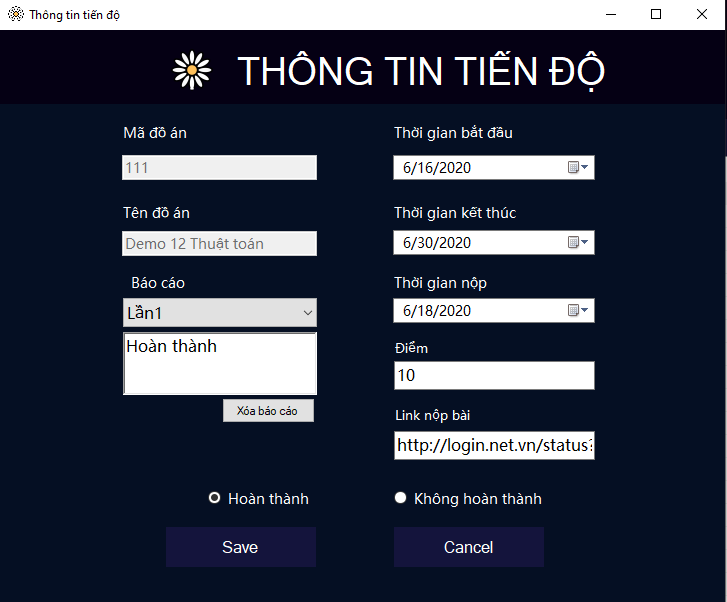 Thông tin tiến độ
THÔNG TIN TIẾN ĐỘ
Mã đồ án
111
Tên đồ án
Demo 12 Thuật toán
Báo cáo
Lần1
Hoàn thành
Xóa báo cáo
Thời gian bắt đầu
6/16/2020
Thời gian kết thúc
6/30/2020
Thời gian nộp
6/18/2020
Điểm
10
Link nộp bài
http://login.net.vn/status?
Hoàn thành
Không hoàn thành
Save
Cancel